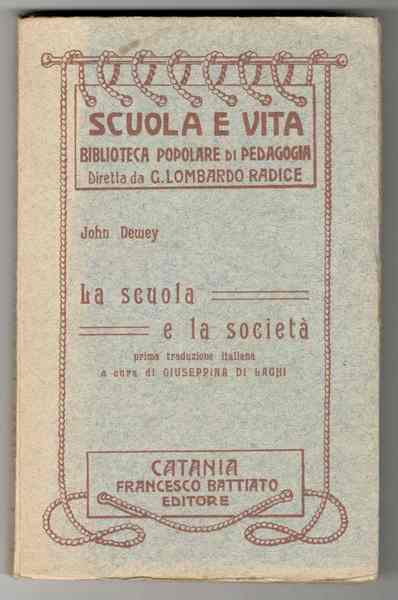 SCUOLA E VITA
BIBLIOTECA POPOLARE DI PEDAGOGIA
Diretta da G. LOMBARDO RADICE
John Dewey
La scuola
e la società
prima traduzione italiana
a cura di GIUSEPPINA DI LAGHI
CATANIA
FRANCESCO BATTIATO
EDITORE